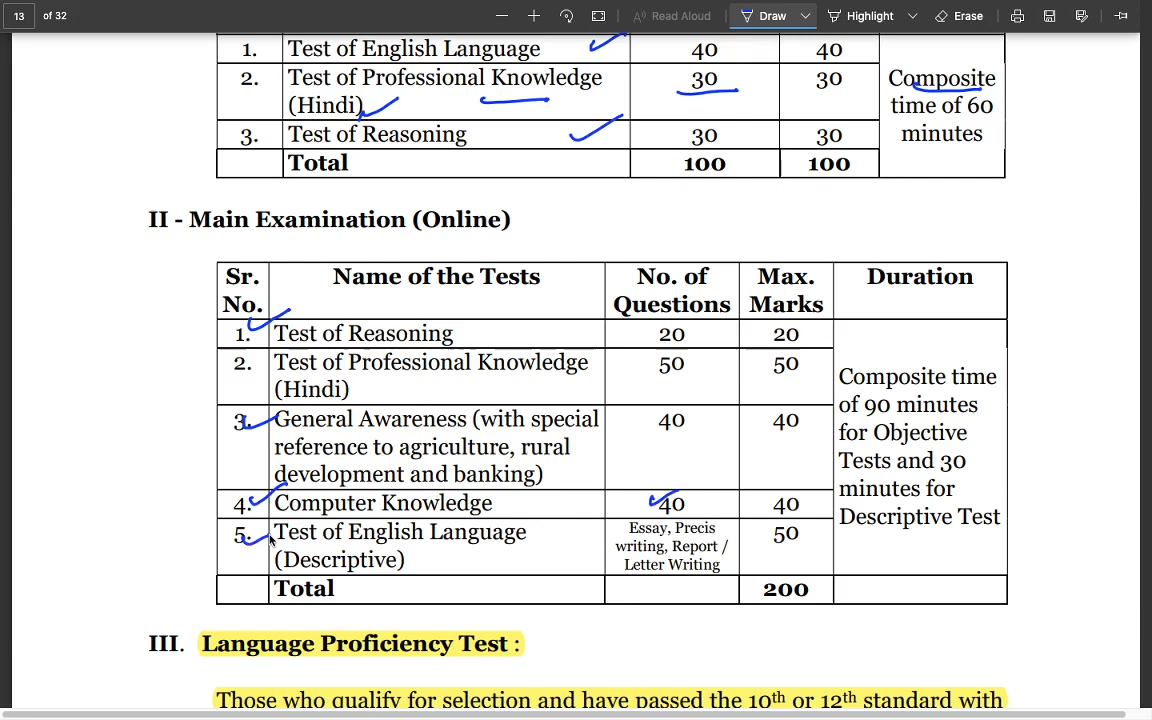 13 of 32 Read Aloud Draw Highlight Erase
1. Test of English Language 40 40
2. Test of Professional Knowledge 30 30 Composite
(Hindi) time of 60
3. Test of Reasoning 30 30 minutes
Total 100 100
II - Main Examination (Online)
Sr. Name of the Tests No. of Max. Duration
No. Questions Marks
1. Test of Reasoning 20 20
2. Test of Professional Knowledge 50 50 Composite time
(Hindi) of 90 minutes
3. General Awareness (with special 40 40 for Objective
reference to agriculture, rural Tests and 30
development and banking) minutes for
4. Computer Knowledge 40 40 Descriptive Test
5. Test of English Language Essay, Precis 50
(Descriptive) writing, Report /
Letter Writing
Total 200
III. Language Proficiency Test :
Those who qualify for selection and have passed the 10th or 12th standard with